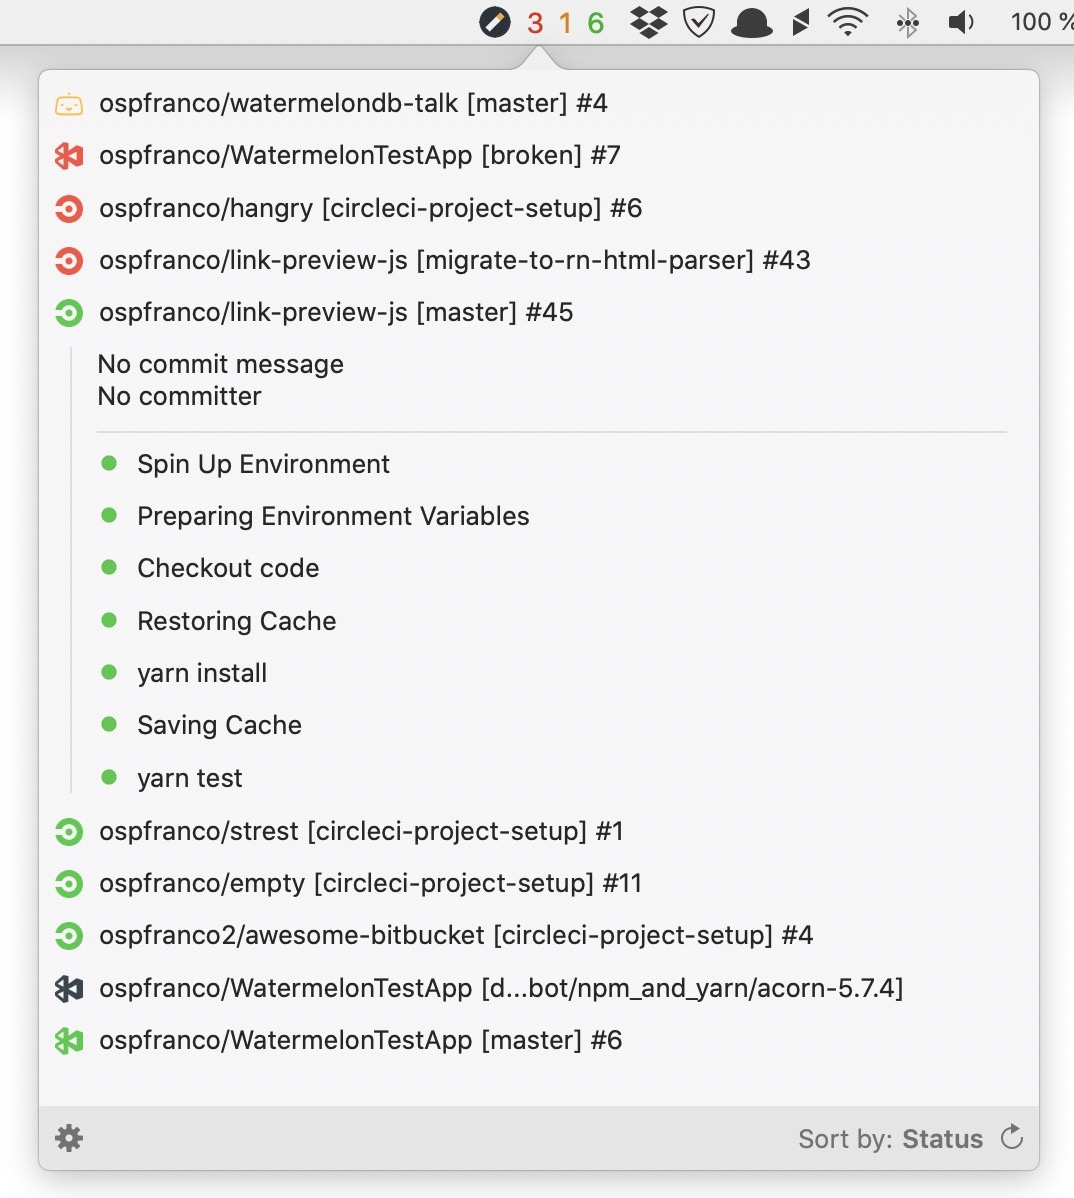 3 1 6 100 %
ospfranco/watermelondb-talk [master] #4
ospfranco/WatermelonTestApp [broken] #7
ospfranco/hangry [circleci-project-setup] #6
ospfranco/link-preview-js [migrate-to-rn-html-parser] #43
ospfranco/link-preview-js [master] #45
No commit message
No committer
Spin Up Environment
Preparing Environment Variables
Checkout code
Restoring Cache
yarn install
Saving Cache
yarn test
ospfranco/strest [circleci-project-setup] #1
ospfranco/empty [circleci-project-setup] #11
ospfranco2/awesome-bitbucket [circleci-project-setup] #4
ospfranco/WatermelonTestApp [d...bot/npm_and_yarn/acorn-5.7.4]
ospfranco/WatermelonTestApp [master] #6
Sort by: Status